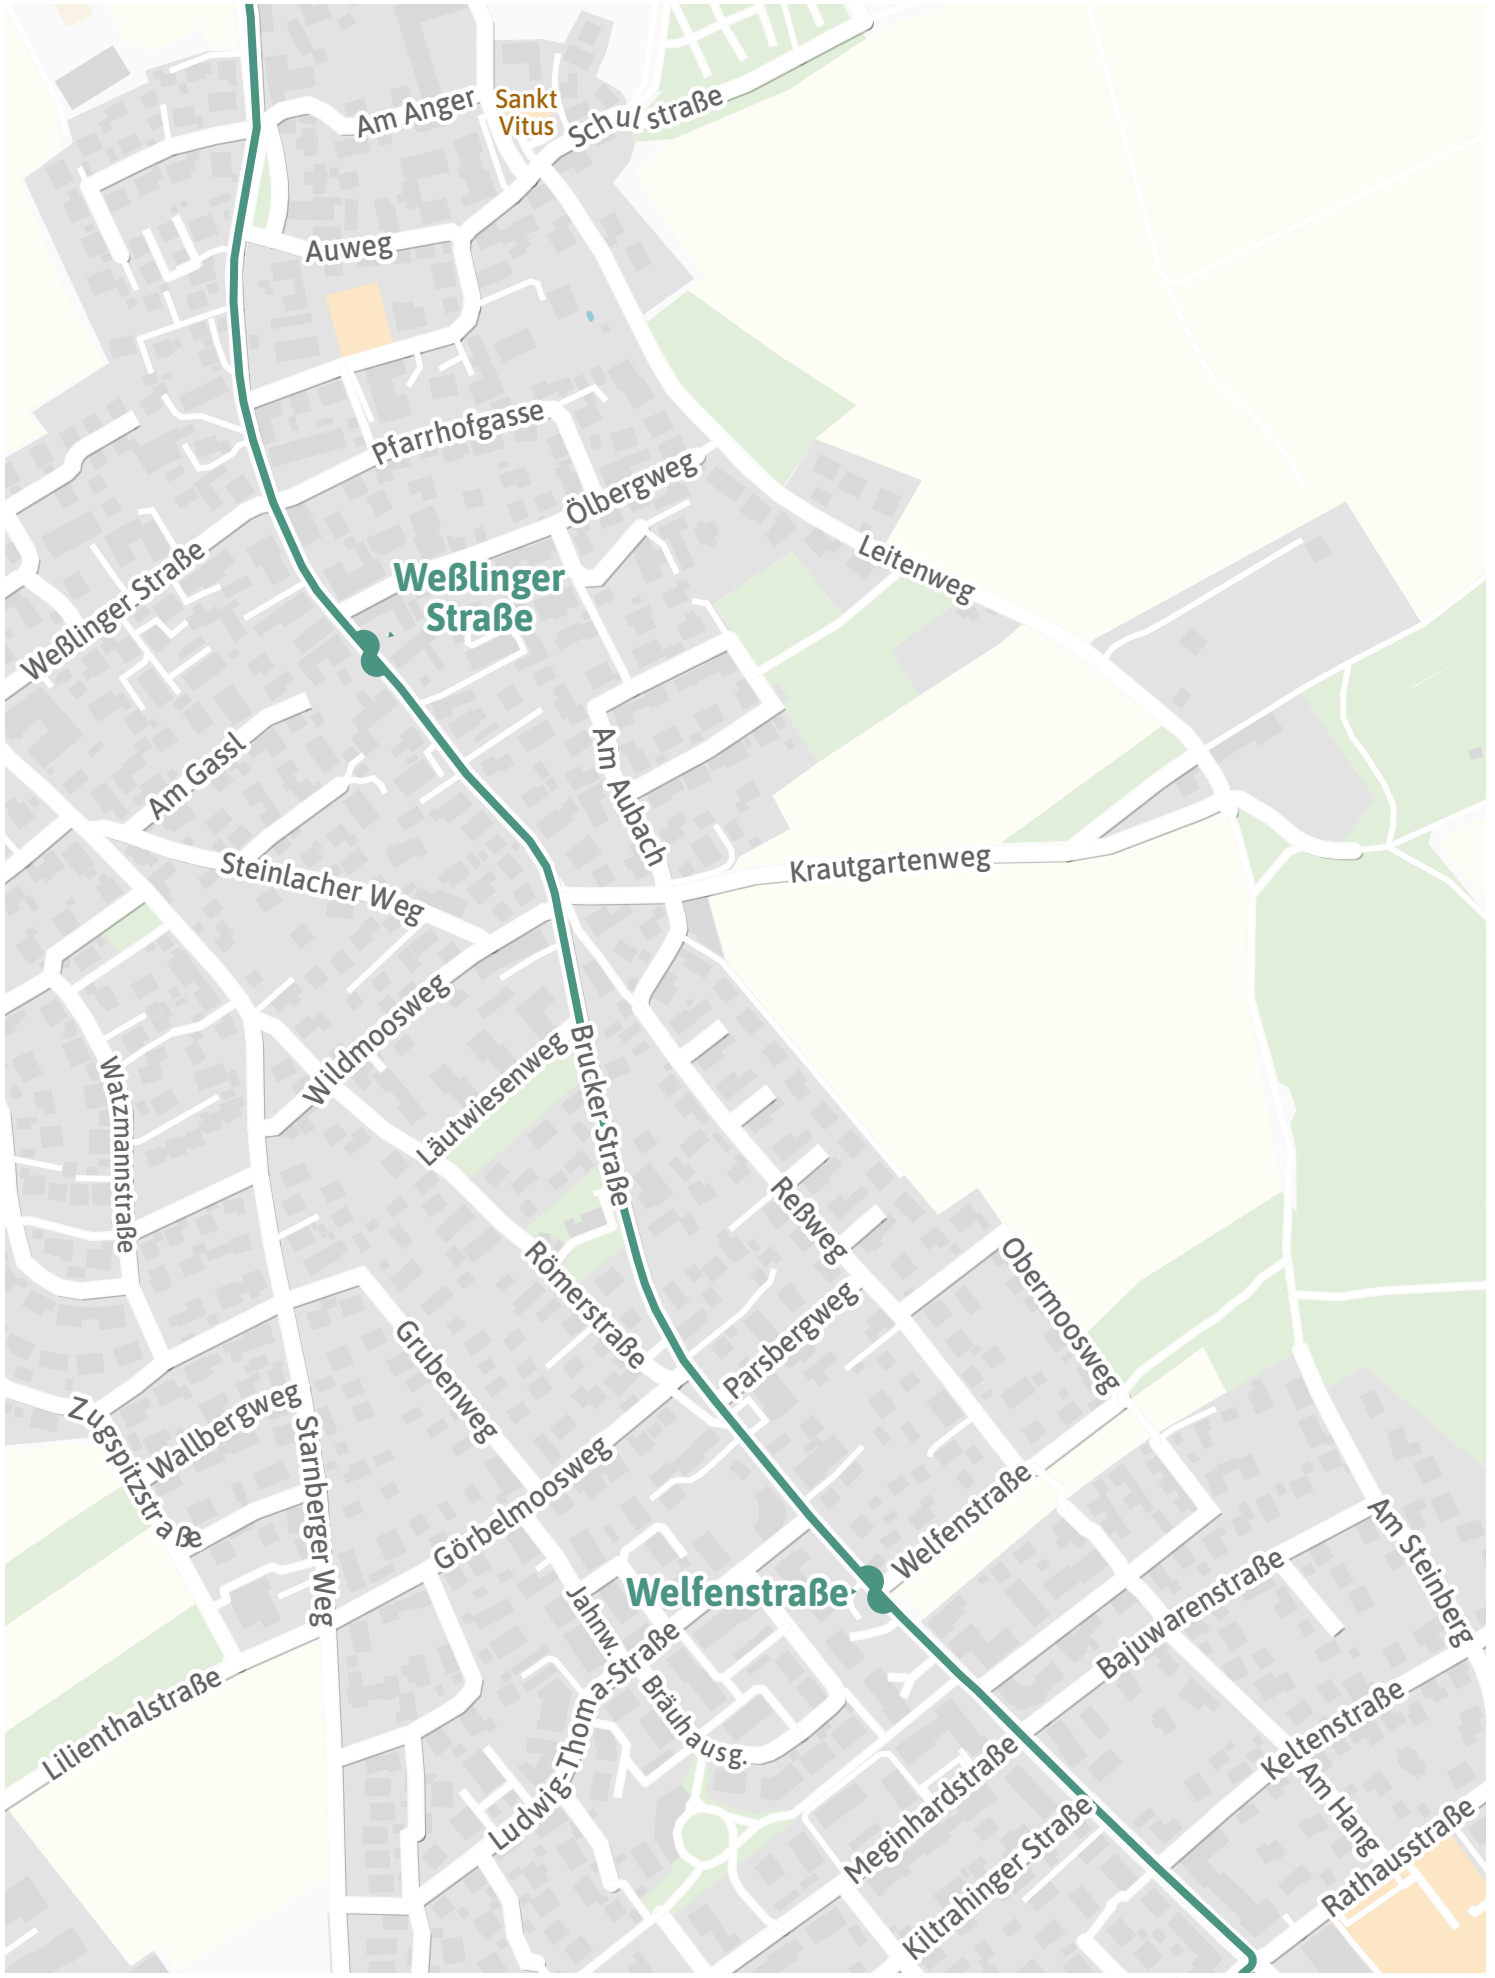 Am Anger
Sankt
Vitus
Schulstraße
Auweg
Pfarrhofgasse
Ölbergweg
Weßlinger Straße
Weßlinger
Straße
Leitenweg
Am Gassl
Am Aubach
Steinlacher Weg
Krautgartenweg
Wildmoosweg
Läutwiesenweg
Brucker Straße
Watzmannstraße
Reßweg
Obermoosweg
Römerstraße
Parsbergweg
Grubenweg
Wallbergweg
Zugspitzstraße
Starnberger Weg
Görbelmoosweg
Welfenstraße
Am Steinberg
Welfenstraße
Jahnw.
Bajuwarenstraße
Lilienthalstraße
Ludwig-Thoma-Straße
Bräuhausg.
Keltenstraße
Meginhardstraße
Am Hang
Kiltrahinger Straße
Rathausstraße